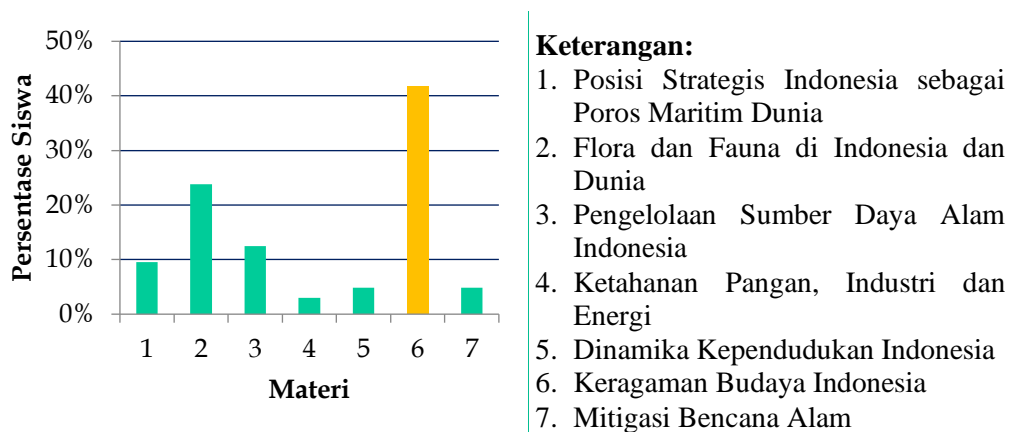 50%
40%
30%
20%
10%
0%
Persentase Siswa
1 2 3 4 5 6 7
Materi
Keterangan:
1. Posisi Strategis Indonesia sebagai
Poros Maritim Dunia
2. Flora dan Fauna di Indonesia dan
Dunia
3. Pengelolaan Sumber Daya Alam
Indonesia
4. Ketahanan Pangan, Industri dan
Energi
5. Dinamika Kependudukan Indonesia
6. Keragaman Budaya Indonesia
7. Mitigasi Bencana Alam